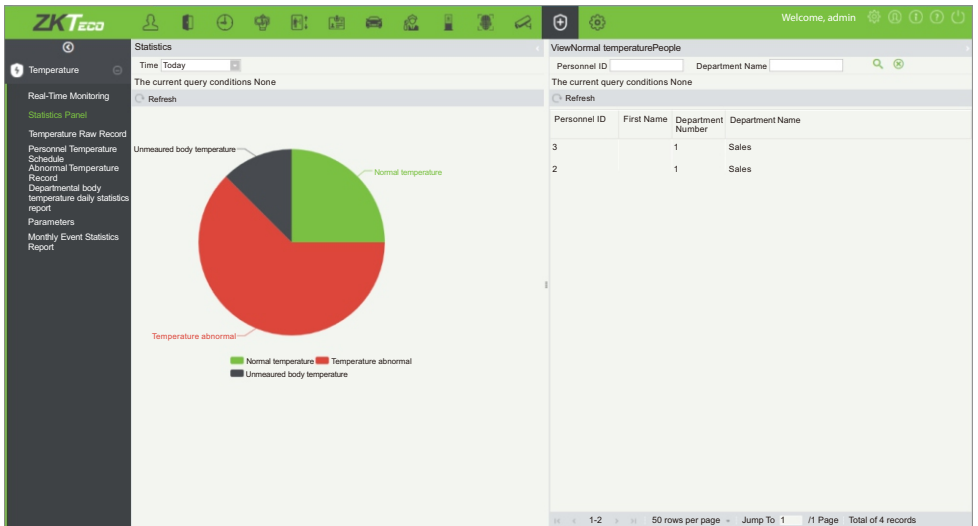 ZKTECO
Welcome, admin
Temperature
Real-Time Monitoring
Statistics Panel
Temperature Raw Record
Personnel Temperature
Schedule
Abnormal Temperature
Record
Departmental body
temperature daily statistics
report
Parameters
Monthly Event Statistics
Report
Statistics
Time Today
The current query conditions None
Refresh
Unmeaured body temperature
Normal temperature
Temperature abnormal
Normal temperature Temperature abnormal
Unmeaured body temperature
ViewNormal temperaturePeople
Personnel ID Department Name
The current query conditions None
Refresh
Personnel ID First Name Department Number Department Name
3 1 Sales
2 1 Sales
1-2 50 rows per page Jump To 1 /1 Page Total of 4 records